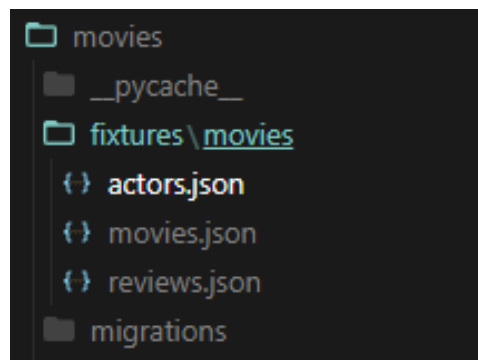 movies
__pycache__
fixtures\movies
actors.json
movies.json
reviews.json
migrations